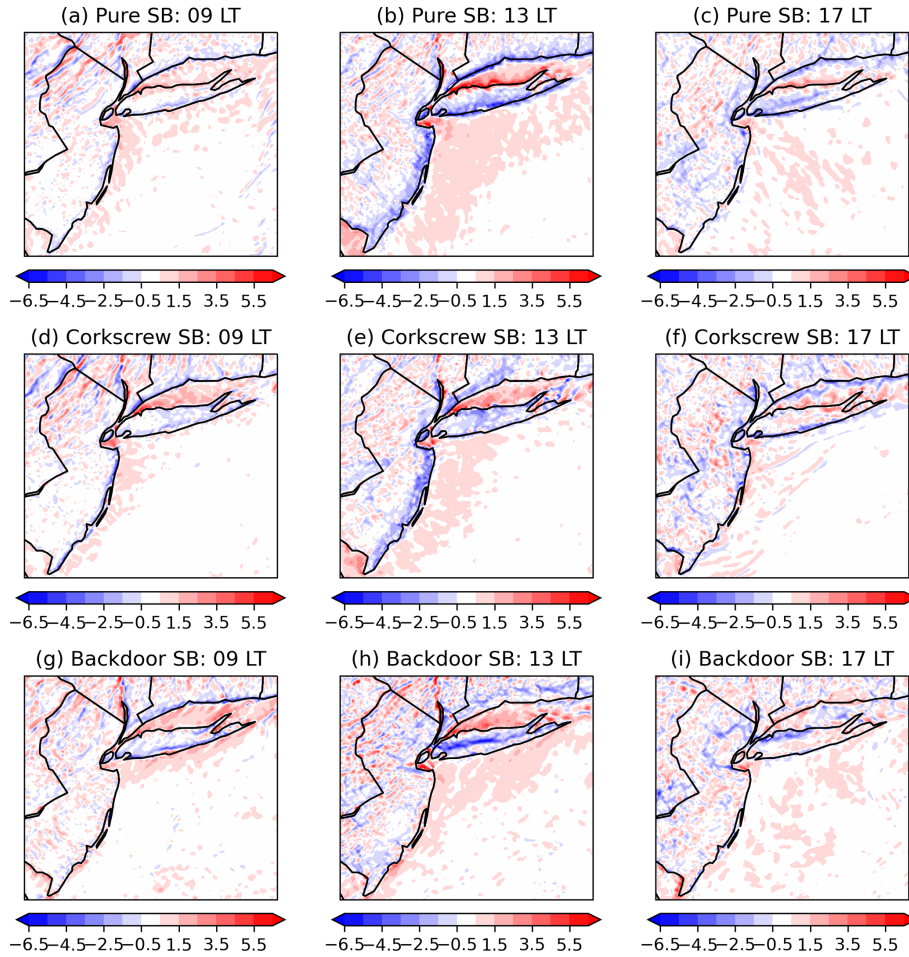 (a) Pure SB: 09 LT
(b) Pure SB: 13 LT
(c) Pure SB: 17 LT
−6.5−4.5−2.5−0.5 1.5 3.5 5.5
−6.5−4.5−2.5−0.5 1.5 3.5 5.5
−6.5−4.5−2.5−0.5 1.5 3.5 5.5
(d) Corkscrew SB: 09 LT
(e) Corkscrew SB: 13 LT
(f) Corkscrew SB: 17 LT
−6.5−4.5−2.5−0.5 1.5 3.5 5.5
−6.5−4.5−2.5−0.5 1.5 3.5 5.5
−6.5−4.5−2.5−0.5 1.5 3.5 5.5
(g) Backdoor SB: 09 LT
(h) Backdoor SB: 13 LT
(i) Backdoor SB: 17 LT
−6.5−4.5−2.5−0.5 1.5 3.5 5.5
−6.5−4.5−2.5−0.5 1.5 3.5 5.5
−6.5−4.5−2.5−0.5 1.5 3.5 5.5